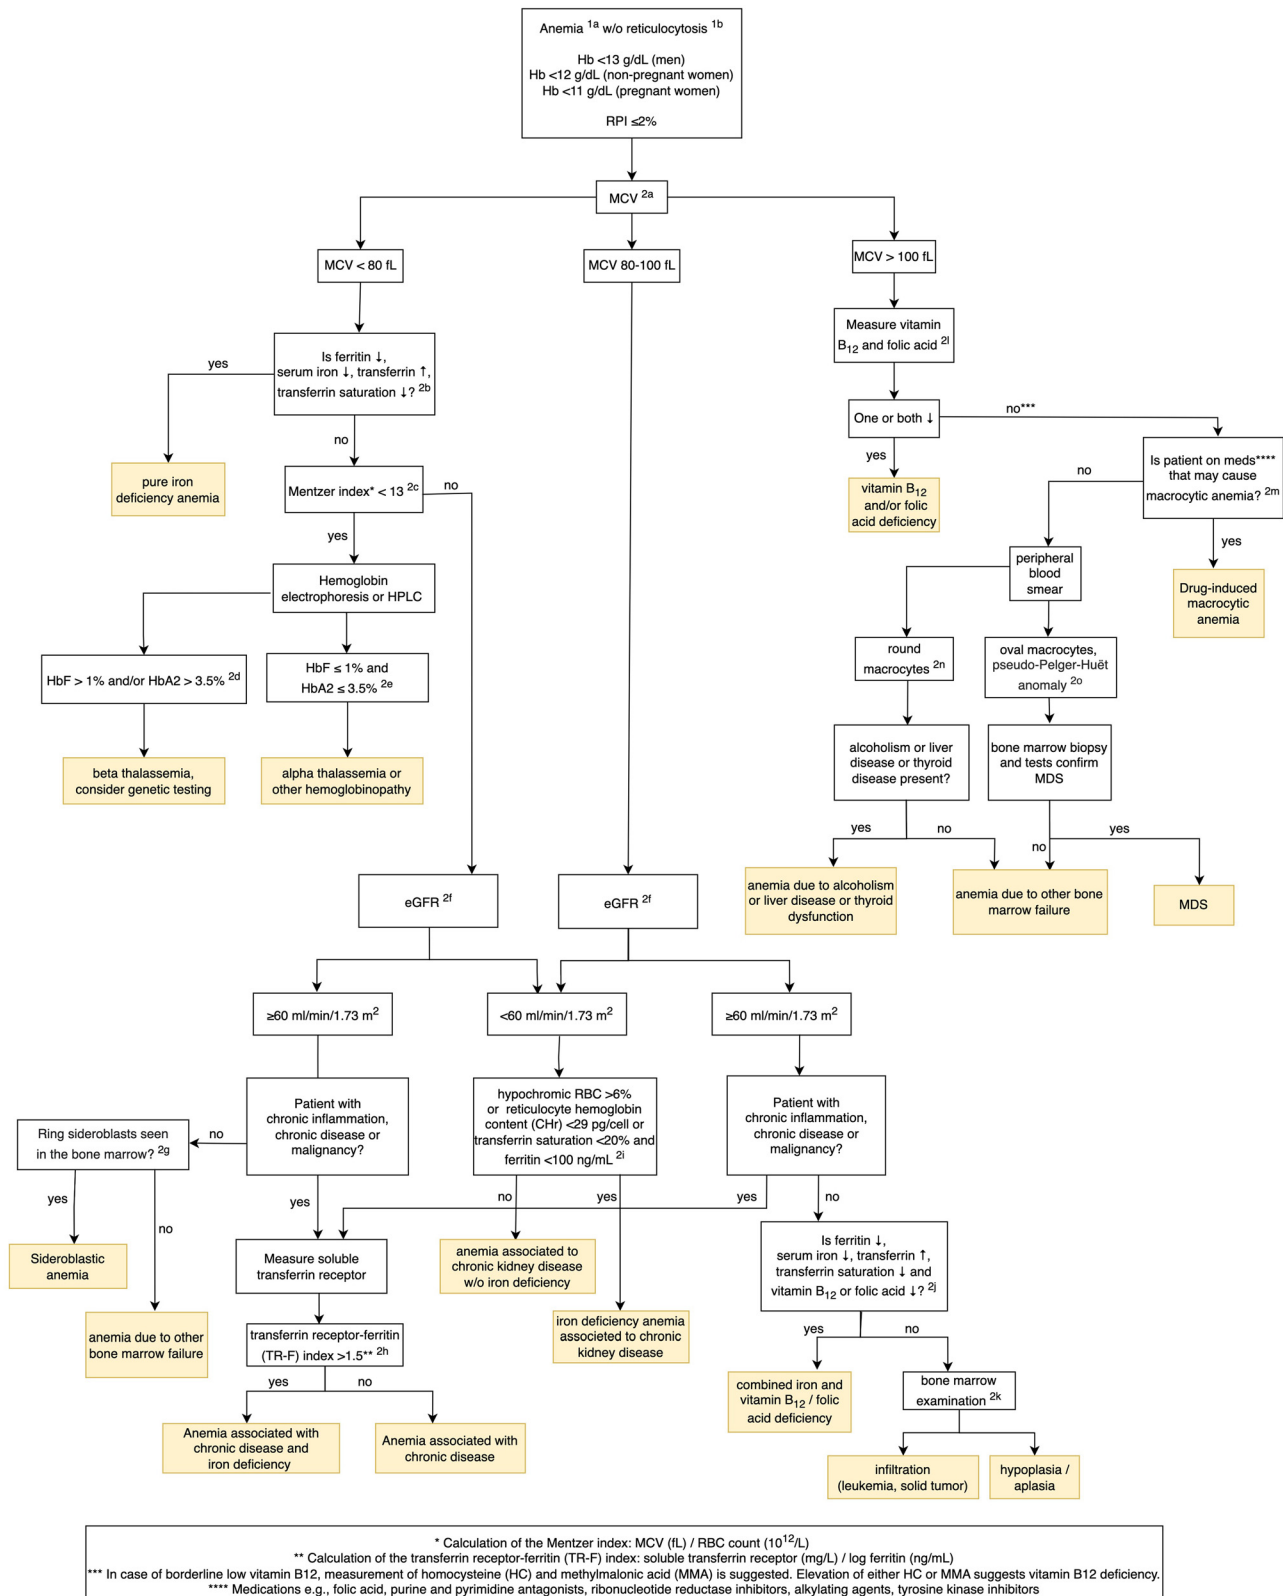 Anemia 1a w/o reticulocytosis 1b
Hb <13 g/dL (men)
Hb <12 g/dL (non-pregnant women)
Hb <11 g/dL (pregnant women)
RPI ≤2%
MCV 2a
MCV < 80 fL
MCV 80-100 fL
MCV > 100 fL
Is ferritin ↓,
serum iron ↓, transferrin ↑,
transferrin saturation ↓? 2b
yes
no
pure iron
deficiency anemia
Mentzer index* < 13 2c
no
yes
Hemoglobin
electrophoresis or HPLC
HbF > 1% and/or HbA2 > 3.5% 2d
HbF ≤ 1% and
HbA2 ≤ 3.5% 2e
beta thalassemia,
consider genetic testing
alpha thalassemia or
other hemoglobinopathy
Measure vitamin
B12 and folic acid 2l
One or both ↓
no***
yes
vitamin B12
and/or folic
acid deficiency
Is patient on meds****
that may cause
macrocytic anemia? 2m
no
yes
Drug-induced
macrocytic
anemia
peripheral
blood
smear
round
macrocytes 2n
oval macrocytes,
pseudo-Pelger-Huët
anomaly 2o
alcoholism or liver
disease or thyroid
disease present?
bone marrow biopsy
and tests confirm
MDS
yes
no
no
yes
anemia due to alcoholism
or liver disease or thyroid
dysfunction
anemia due to other bone
marrow failure
MDS
eGFR 2f
eGFR 2f
≥60 ml/min/1.73 m2
<60 ml/min/1.73 m2
≥60 ml/min/1.73 m2
Patient with
chronic inflammation,
chronic disease or
malignancy?
no
yes
Ring sideroblasts seen
in the bone marrow? 2g
yes
no
Sideroblastic
anemia
anemia due to other
bone marrow failure
hypochromic RBC >6%
or reticulocyte hemoglobin
content (CHr) <29 pg/cell or
transferrin saturation <20% and
ferritin <100 ng/mL 2i
no
yes
anemia associated to
chronic kidney disease
w/o iron deficiency
iron deficiency anemia
associeted to chronic
kidney disease
Patient with
chronic inflammation,
chronic disease or
malignancy?
yes
no
Measure soluble
transferrin receptor
transferrin receptor-ferritin
(TR-F) index >1.5** 2h
yes
no
Anemia associated with
chronic disease and
iron deficiency
Anemia associated with
chronic disease
Is ferritin ↓,
serum iron ↓, transferrin ↑,
transferrin saturation ↓ and
vitamin B12 or folic acid ↓? 2j
yes
no
combined iron and
vitamin B12 / folic
acid deficiency
bone marrow
examination 2k
infiltration
(leukemia, solid tumor)
hypoplasia /
aplasia
* Calculation of the Mentzer index: MCV (fL) / RBC count (10^12/L)
** Calculation of the transferrin receptor-ferritin (TR-F) index: soluble transferrin receptor (mg/L) / log ferritin (ng/mL)
*** In case of borderline low vitamin B12, measurement of homocysteine (HC) and methylmalonic acid (MMA) is suggested. Elevation of either HC or MMA suggests vitamin B12 deficiency.
**** Medications e.g., folic acid, purine and pyrimidine antagonists, ribonucleotide reductase inhibitors, alkylating agents, tyrosine kinase inhibitors